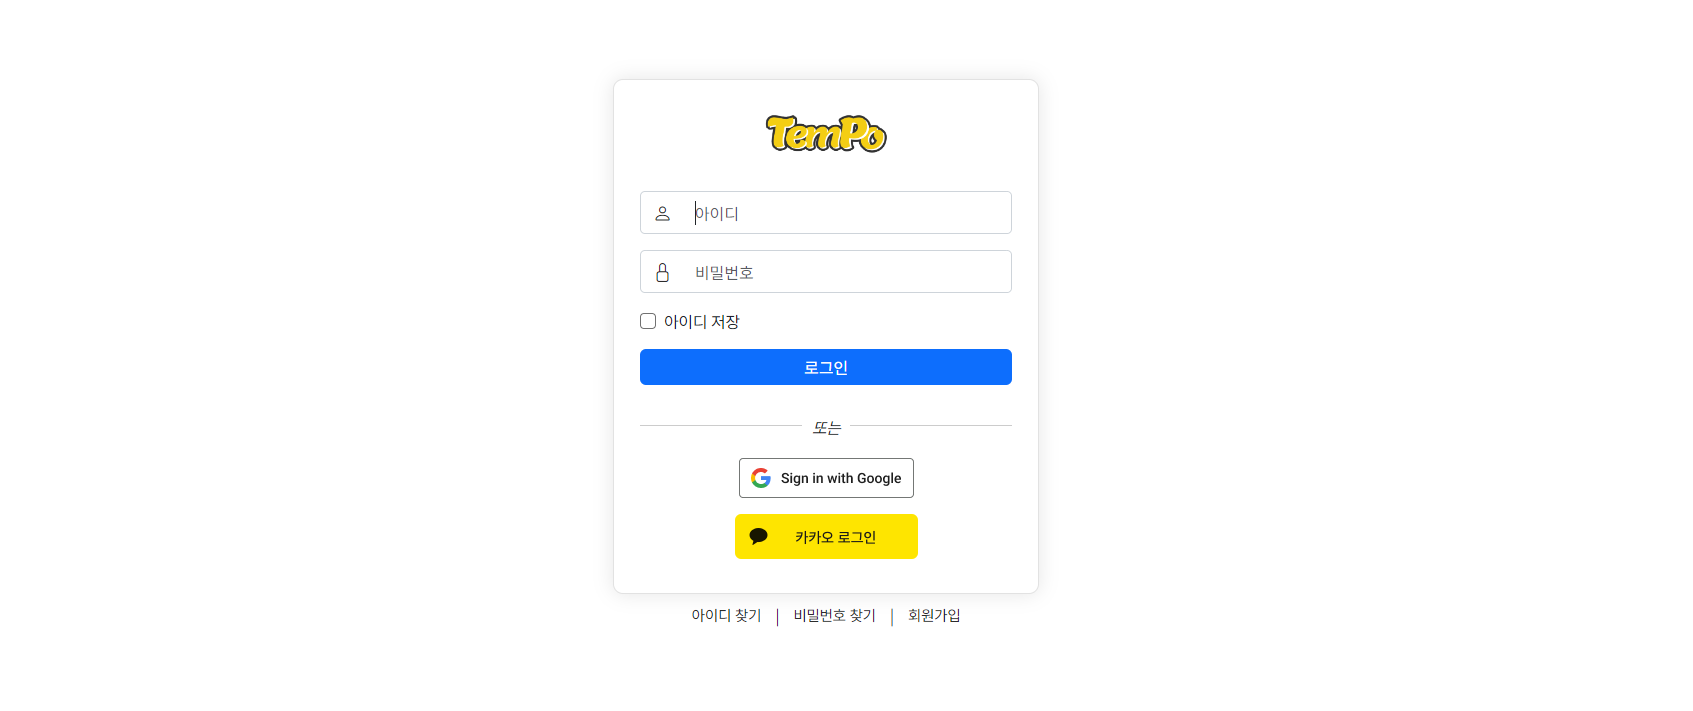 TemPo
아이디
비밀번호
아이디 저장
로그인
또는
Sign in with Google
카카오 로그인
아이디 찾기 | 비밀번호 찾기 | 회원가입